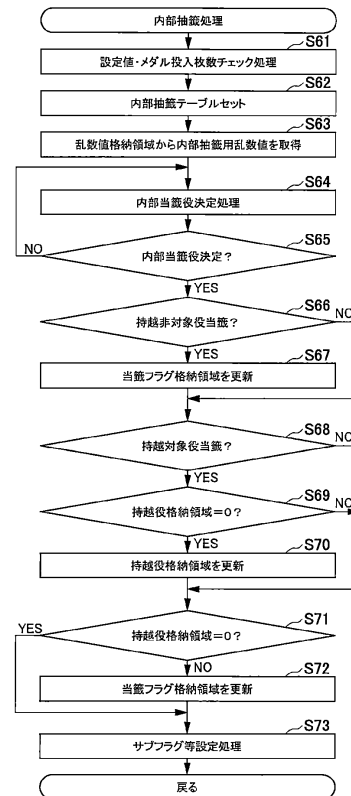 内部抽籤処理
S61
設定値・メダル投入枚数チェック処理
S62
内部抽籤テーブルセット
S63
乱数値格納領域から内部抽籤用乱数値を取得
S64
内部当籤役決定処理
S65
内部当籤役決定？
NO
YES
S66
持越非対象役当籤？
NO
YES
S67
当籤フラグ格納領域を更新
S68
持越対象役当籤？
NO
YES
S69
持越役格納領域=0？
NO
YES
S70
持越役格納領域を更新
S71
持越役格納領域=0？
YES
NO
S72
当籤フラグ格納領域を更新
S73
サブフラグ等設定処理
戻る